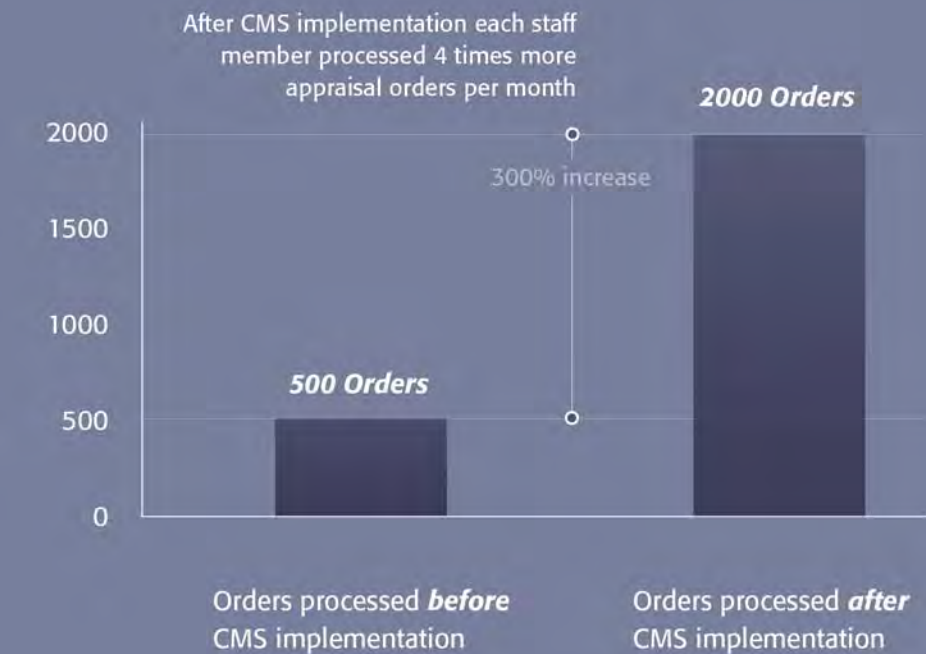 After CMS implementation each staff
member processed 4 times more
appraisal orders per month
2000 Orders
2000
300% increase
1500
1000
500 Orders
500
0
Orders processed before
CMS implementation
Orders processed after
CMS implementation